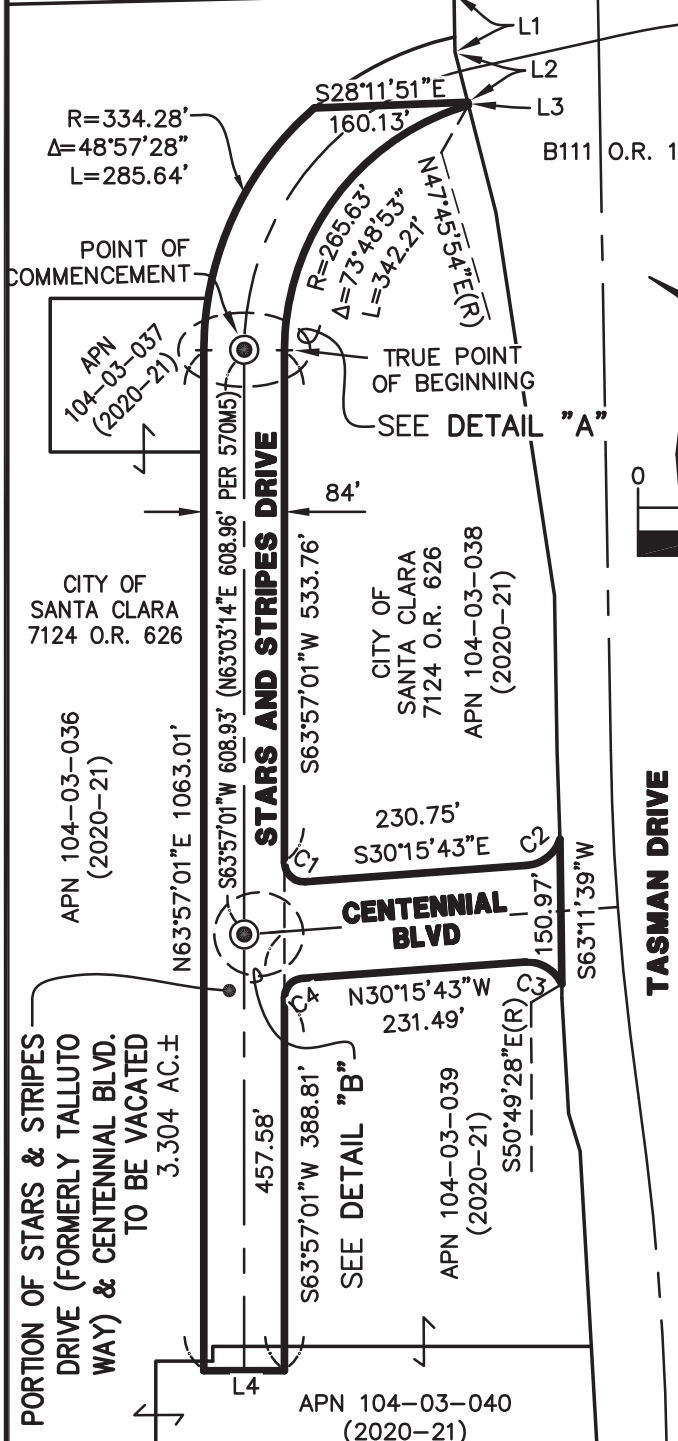 L1
L2
L3
S28°11'51"E
160.13'
R=334.28'
Δ=48°57'28"
L=285.64'
B111 O.R. 1
N47°45'54"E(R)
R=265.63'
Δ=73°48'53"
L=342.21'
POINT OF
COMMENCEMENT
APN
104-03-037
(2020-21)
TRUE POINT
OF BEGINNING
SEE DETAIL "A"
84'
0
CITY OF
SANTA CLARA
7124 O.R. 626
S63°57'01"W 608.93' (N63°03'14"E 608.96' PER 570M5)
STARS AND STRIPES DRIVE
S63°57'01"W 533.76'
CITY OF
SANTA CLARA
7124 O.R. 626
APN 104-03-038
(2020-21)
APN 104-03-036
(2020-21)
N63°57'01"E 1063.01'
230.75'
S30°15'43"E
C1
C2
CENTENNIAL
BLVD
150.97'
S63°11'39"W
TASMAN DRIVE
C4
N30°15'43"W
231.49'
C3
S50°49'28"E(R)
PORTION OF STARS & STRIPES
DRIVE (FORMERLY TALLUTO
WAY) & CENTENNIAL BLVD.
TO BE VACATED
3.304 AC.±
457.58'
S63°57'01"W 388.81'
SEE DETAIL "B"
APN 104-03-039
(2020-21)
L4
APN 104-03-040
(2020-21)